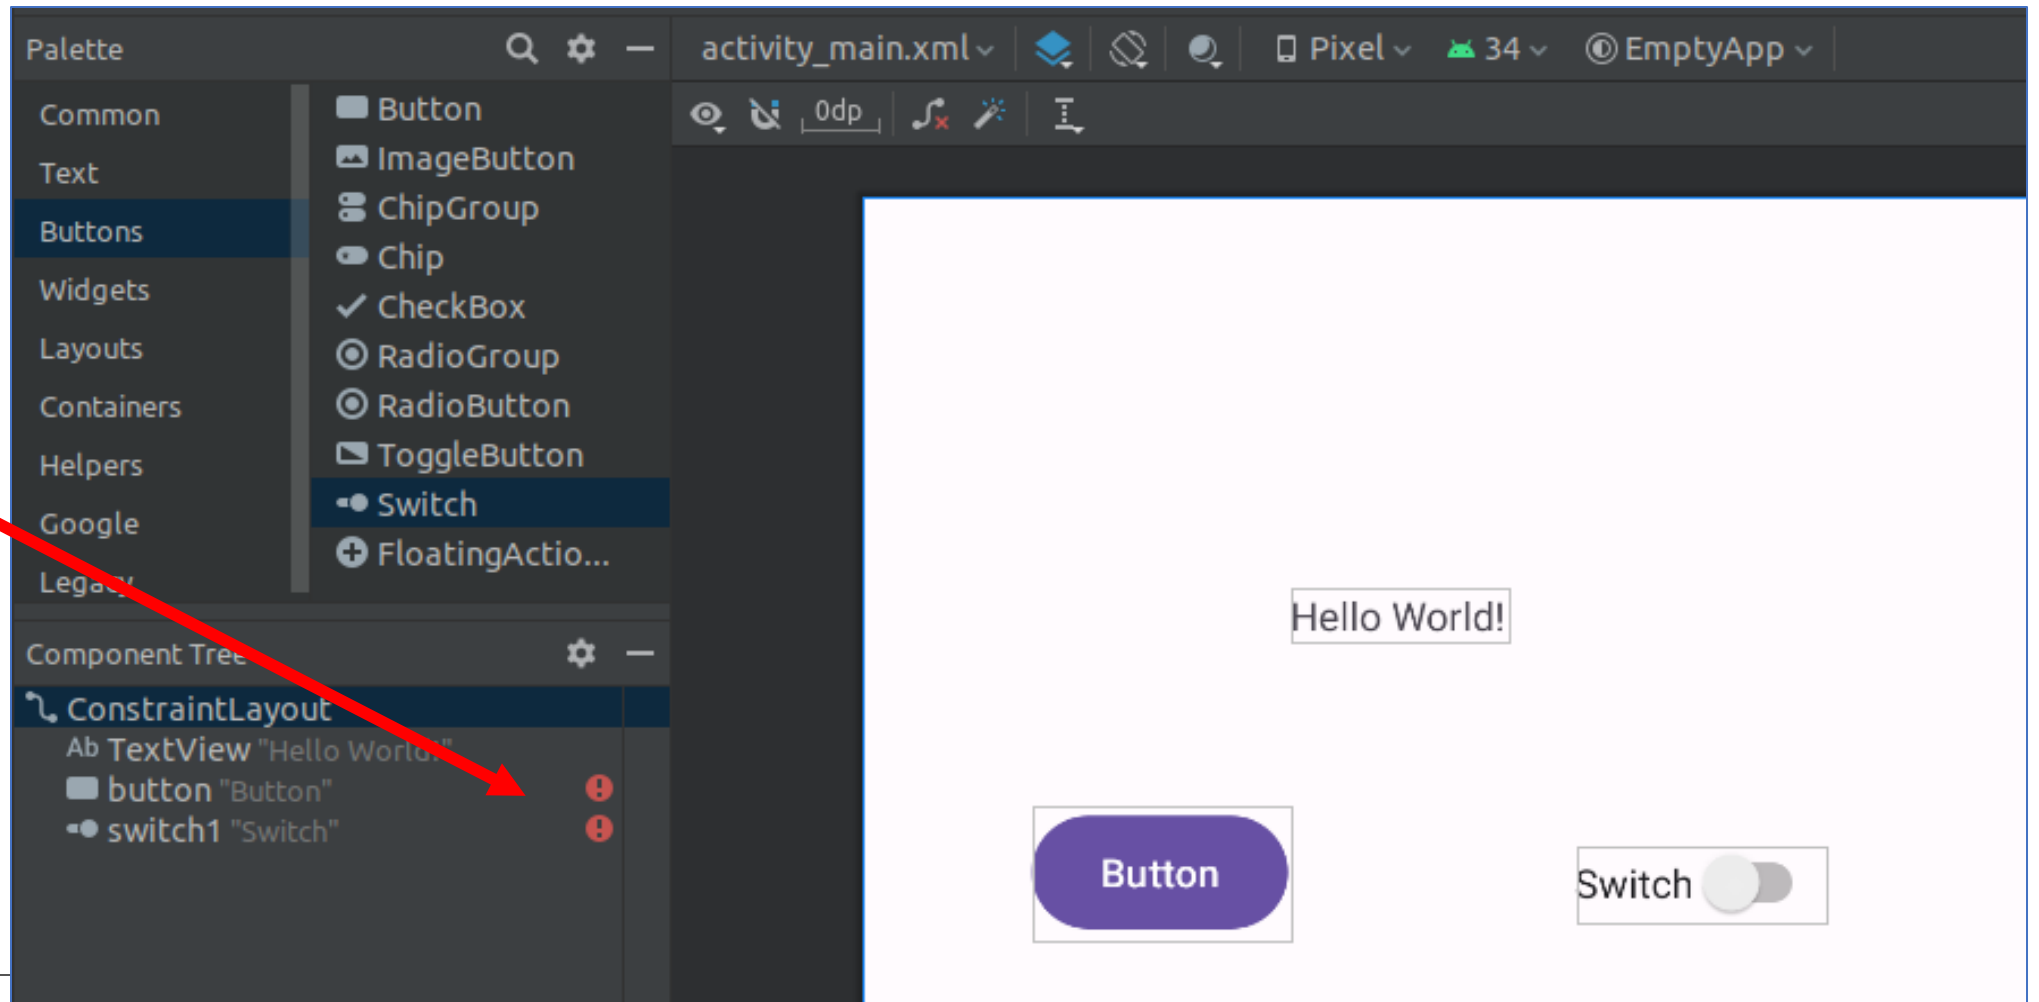 Palette
activity_main.xml
Pixel
34
EmptyApp
0dp
Common
Text
Buttons
Widgets
Layouts
Containers
Helpers
Google
Legacy
Button
ImageButton
ChipGroup
Chip
CheckBox
RadioGroup
RadioButton
ToggleButton
Switch
FloatingActio...
Component Tree
ConstraintLayout
Ab TextView "Hello World!"
button "Button"
switch1 "Switch"
Hello World!
Button
Switch